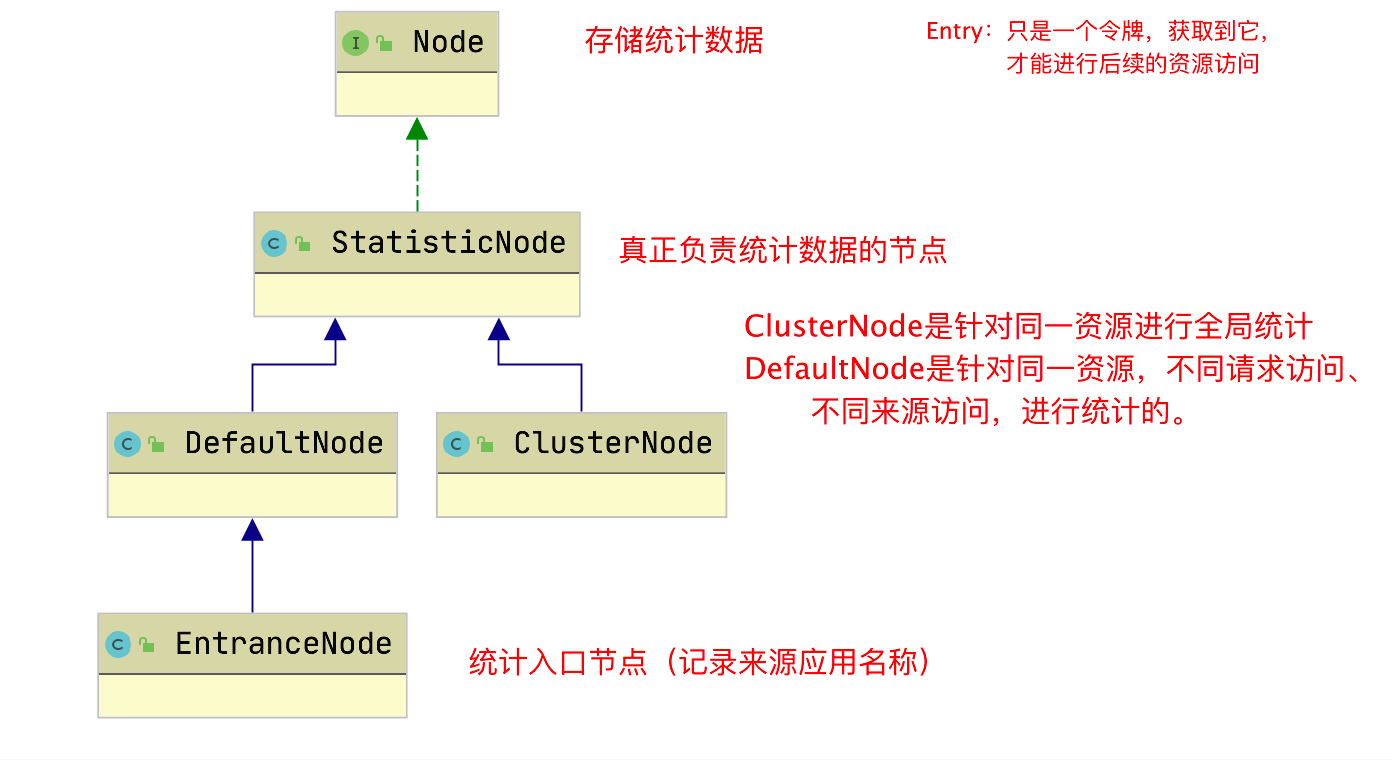 Node
存储统计数据
Entry：只是一个令牌，获取到它，
才能进行后续的资源访问
StatisticNode
真正负责统计数据的节点
ClusterNode是针对同一资源进行全局统计
DefaultNode是针对同一资源，不同请求访问、
不同来源访问，进行统计的。
DefaultNode
ClusterNode
EntranceNode
统计入口节点（记录来源应用名称）